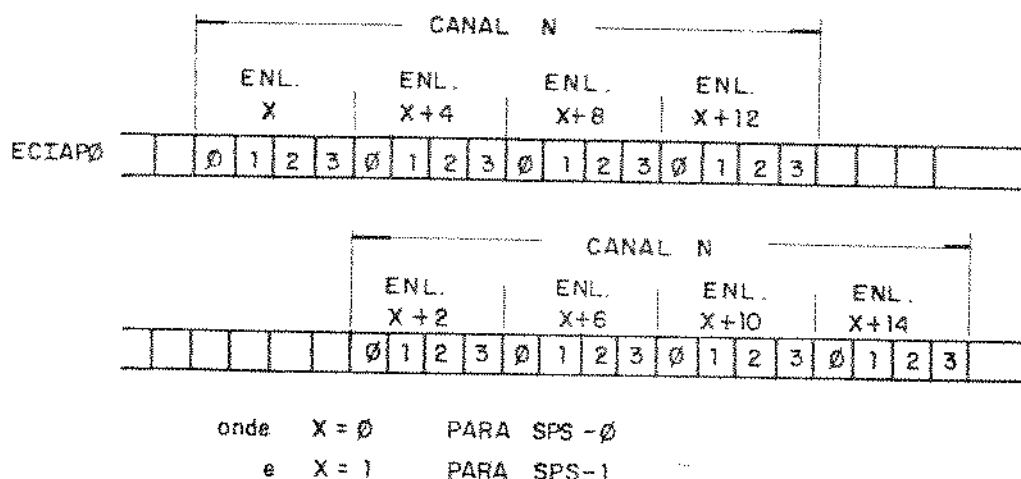 CANAL N
ENL. ENL. ENL. ENL.
X X+4 X+8 X+12
ECIAPØ Ø 1 2 3 Ø 1 2 3 Ø 1 2 3 Ø 1 2 3
CANAL N
ENL. ENL. ENL. ENL.
X+2 X+6 X+10 X+14
Ø 1 2 3 Ø 1 2 3 Ø 1 2 3 Ø 1 2 3
onde X = Ø PARA SPS-Ø
e X = 1 PARA SPS-1